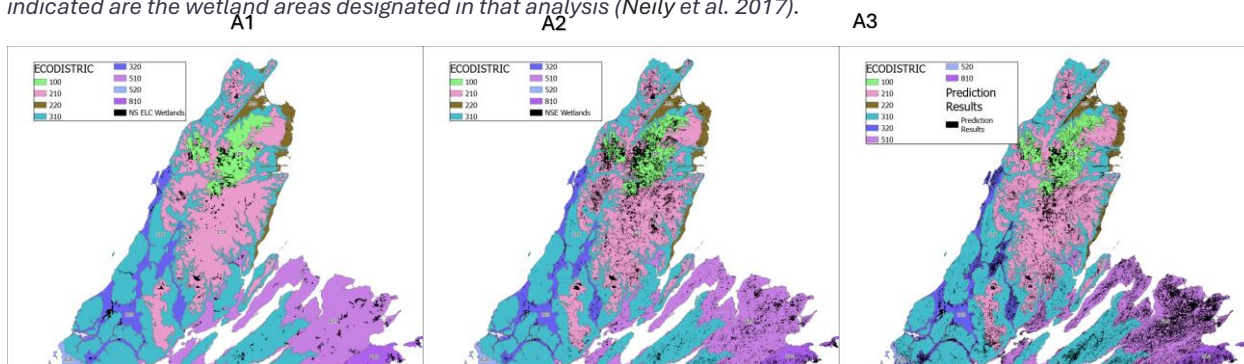 indicated are the wetland areas designated in that analysis (Neily et al. 2017).
A1
A2
A3
ECODISTRIC
100
210
220
310
320
510
520
810
NS ELC Wetlands
ECODISTRIC
100
210
220
310
320
510
520
810
NSE Wetlands
ECODISTRIC
100
210
220
310
320
510
520
810
Prediction
Results
Prediction
Results